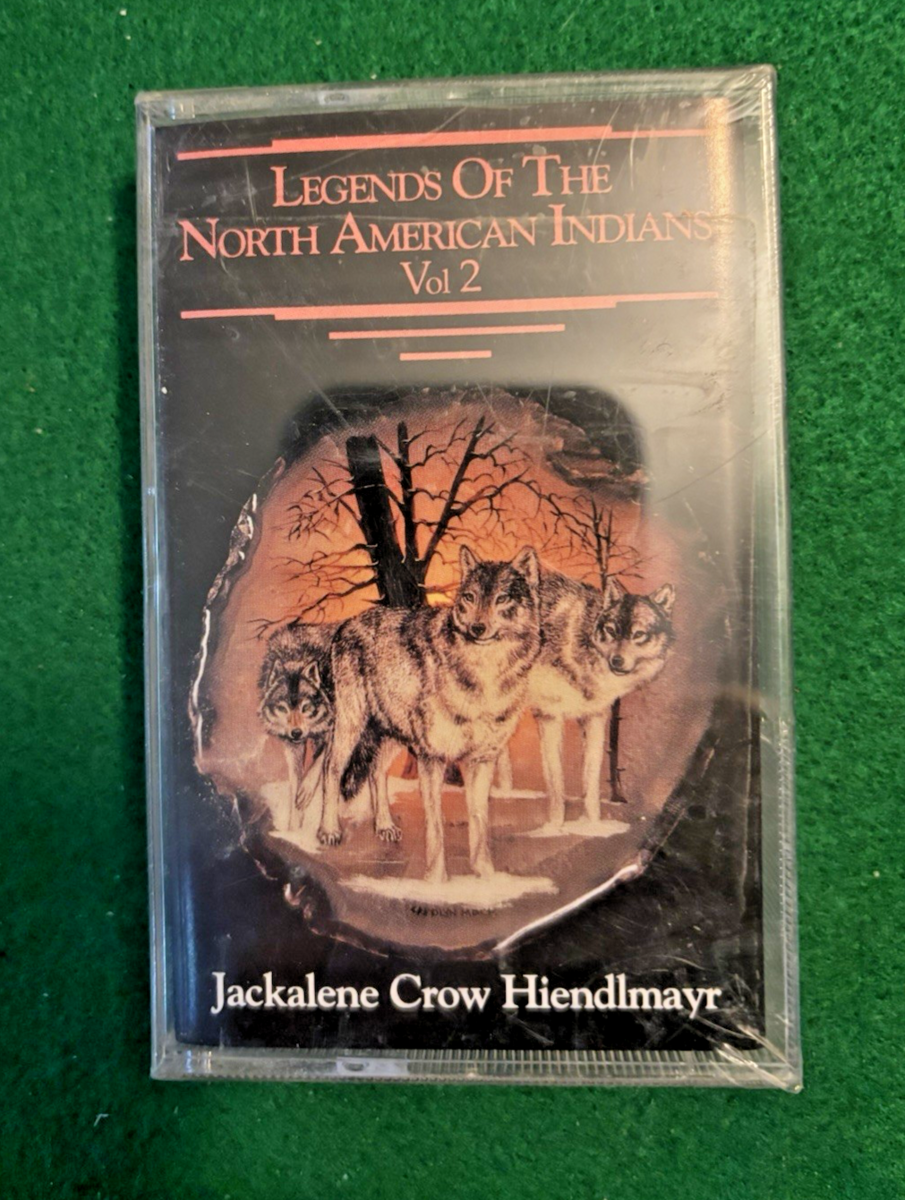 Legends Of The
North American Indians
Vol 2
Jackalene Crow Hiendlmayr